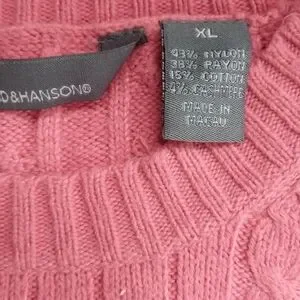 D&HANSON®
XL
43% NYLON
38% RAYON
15% COTTON
4% CASHMERE
MADE IN
MACAU